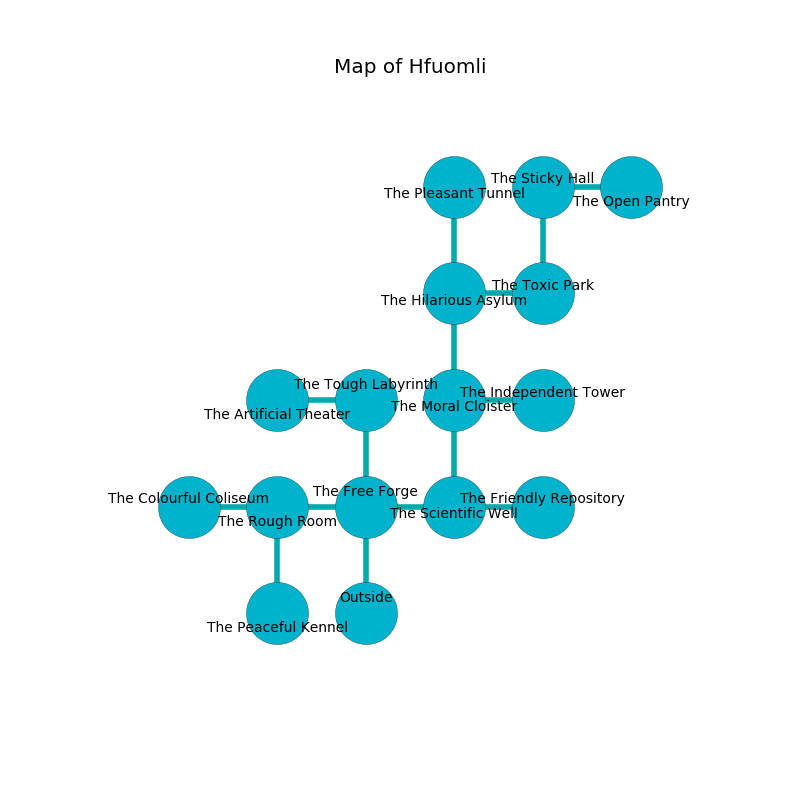 Map of Hfuomli
The Sticky Hall
The Pleasant Tunnel
The Open Pantry
The Toxic Park
The Hilarious Asylum
The Tough Labyrinth
The Independent Tower
The Moral Cloister
The Artificial Theater
The Free Forge
The Colourful Coliseum
The Friendly Repository
The Scientific Well
The Rough Room
Outside
The Peaceful Kennel